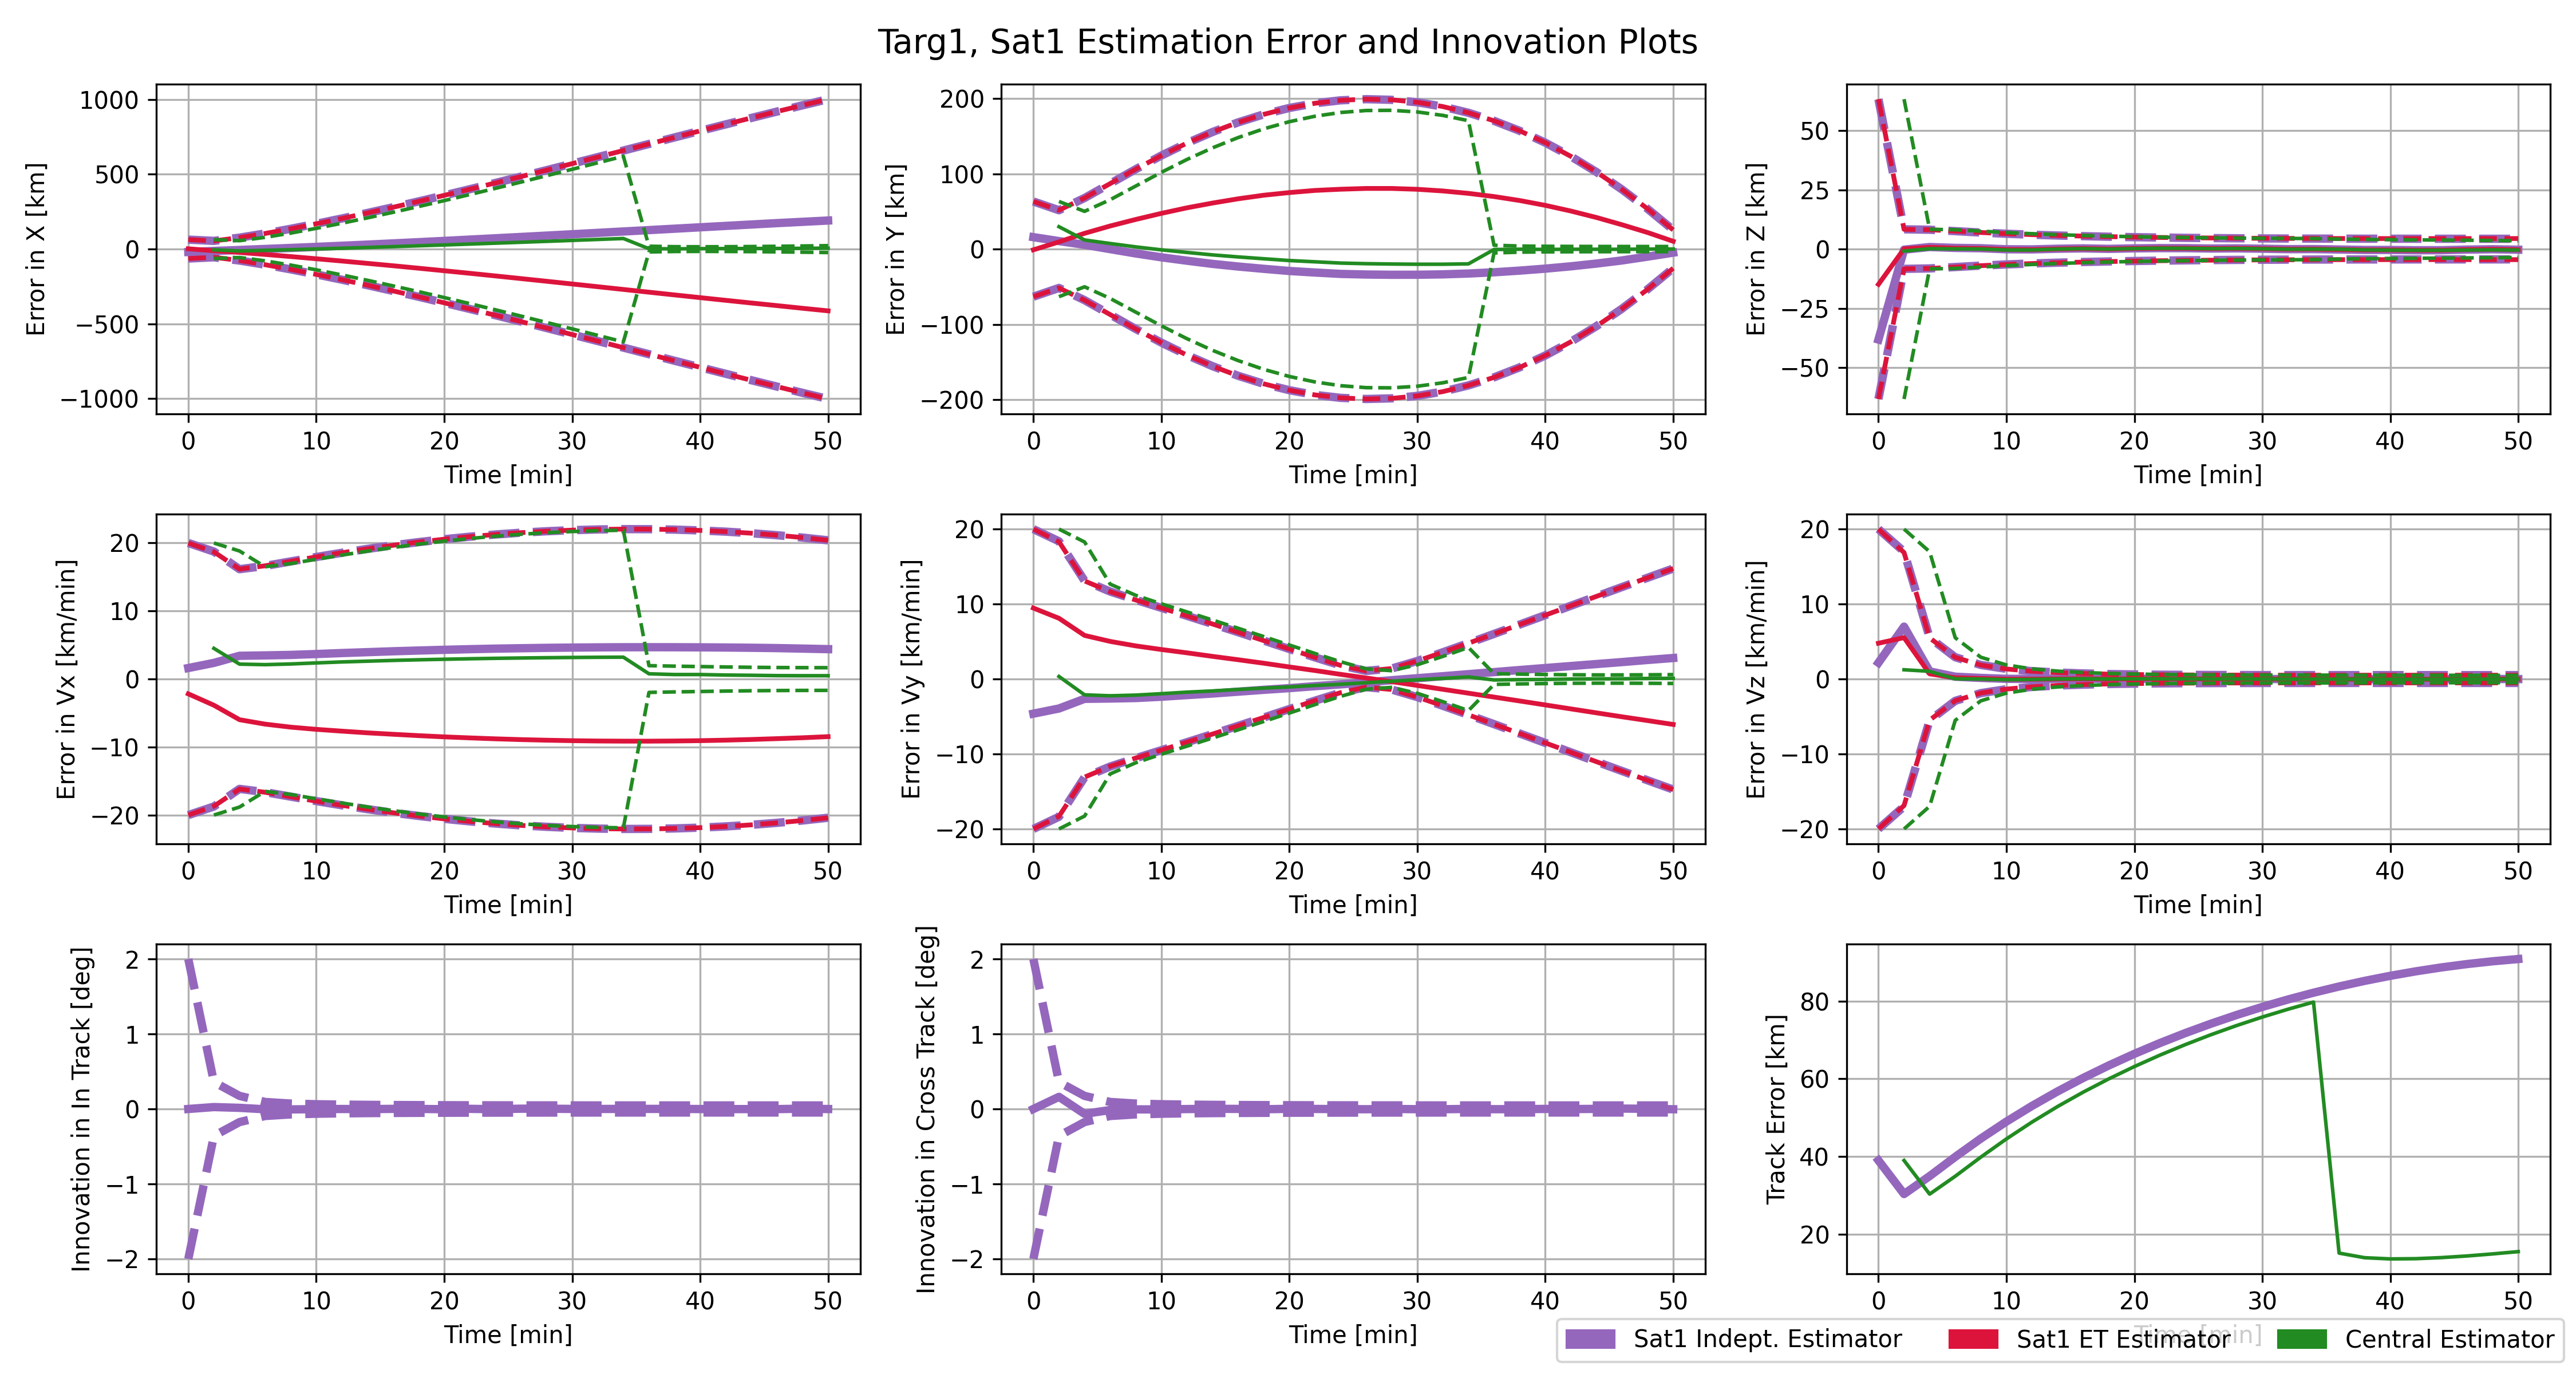 Targ1, Sat1 Estimation Error and Innovation Plots
Error in X [km]
1000
500
0
−500
−1000
0 10 20 30 40 50
Time [min]
Error in Y [km]
200
100
0
−100
−200
0 10 20 30 40 50
Time [min]
Error in Z [km]
50
25
0
−25
−50
0 10 20 30 40 50
Time [min]
Error in Vx [km/min]
20
10
0
−10
−20
0 10 20 30 40 50
Time [min]
Error in Vy [km/min]
20
10
0
−10
−20
0 10 20 30 40 50
Time [min]
Error in Vz [km/min]
20
10
0
−10
−20
0 10 20 30 40 50
Time [min]
Innovation in In Track [deg]
2
1
0
−1
−2
0 10 20 30 40 50
Time [min]
Innovation in Cross Track [deg]
2
1
0
−1
−2
0 10 20 30 40 50
Time [min]
Track Error [km]
80
60
40
20
0 10 20 30 40 50
Time [min]
Sat1 Indept. Estimator Sat1 ET Estimator Central Estimator